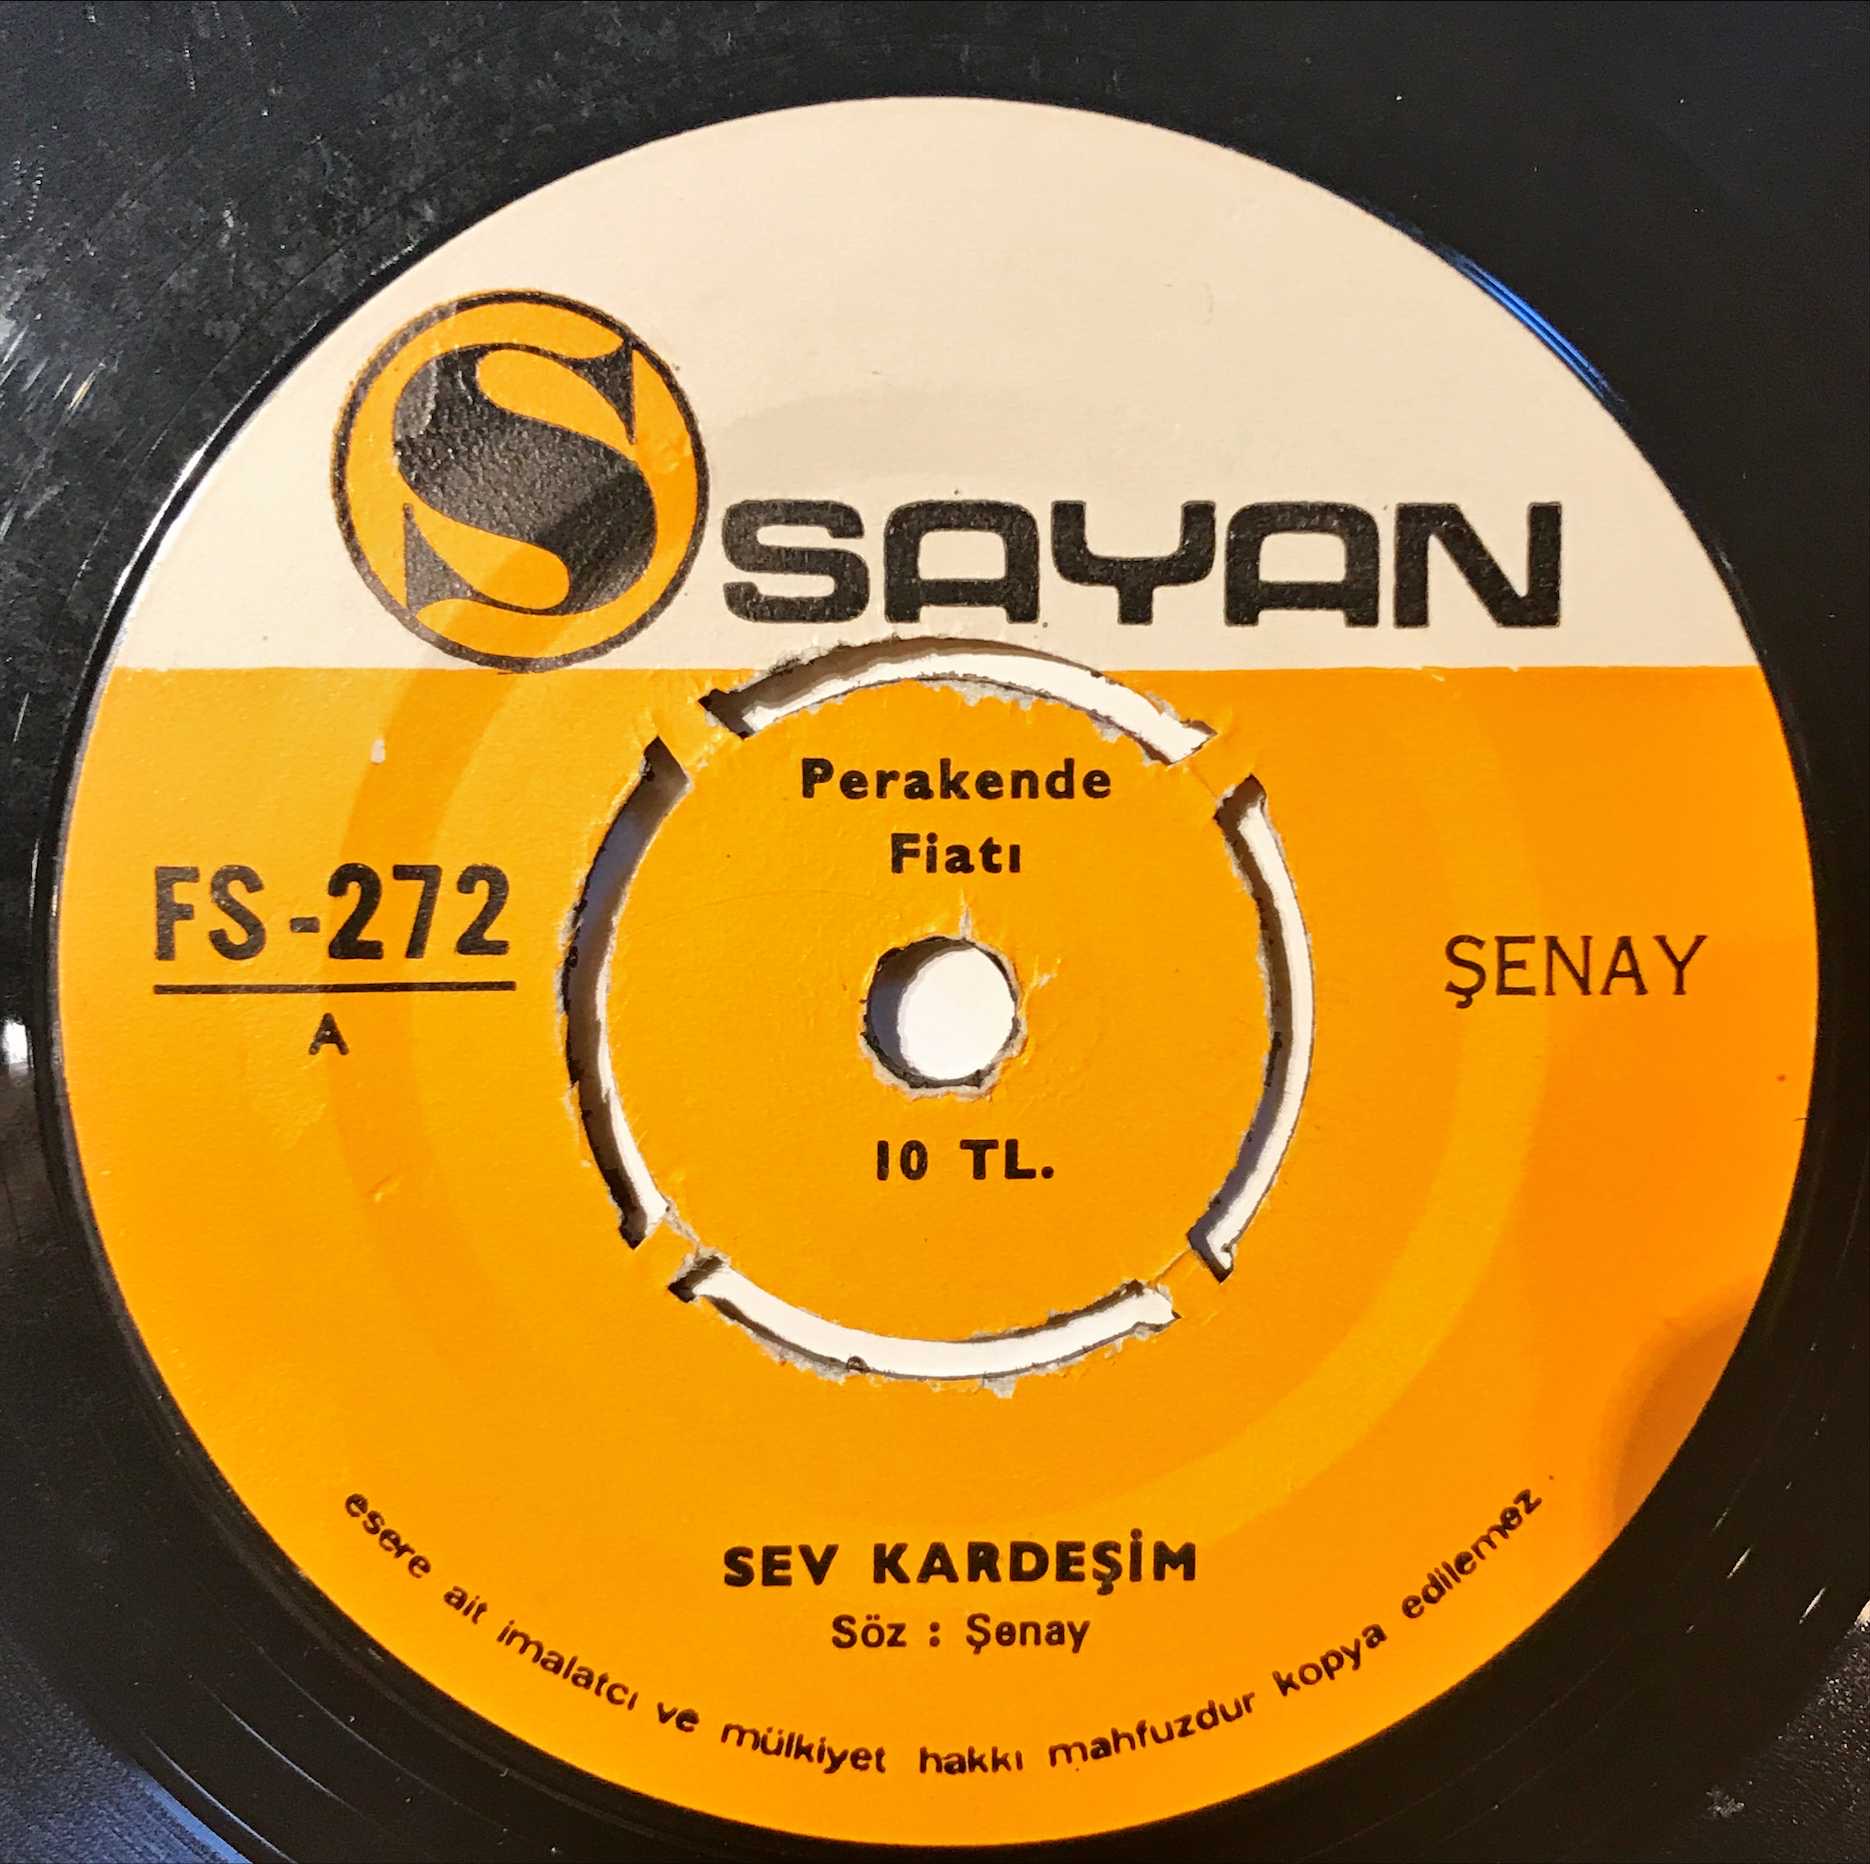 S SAYAN
Perakende
Fiatı
FS-272
A
ŞENAY
10 TL.
SEV KARDEŞİM
Söz : Şenay
esere ait imalatcı ve mülkiyet hakkı mahfuzdur kopya edilemez